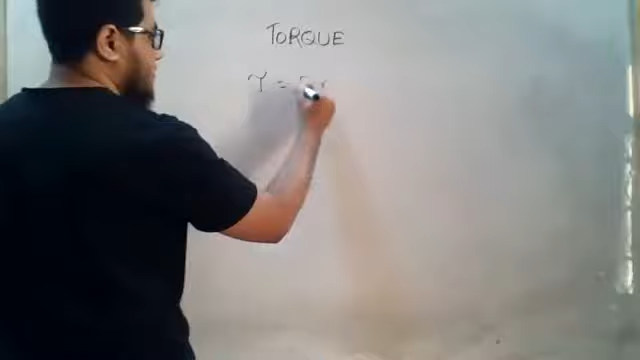 TORQUE
τ =